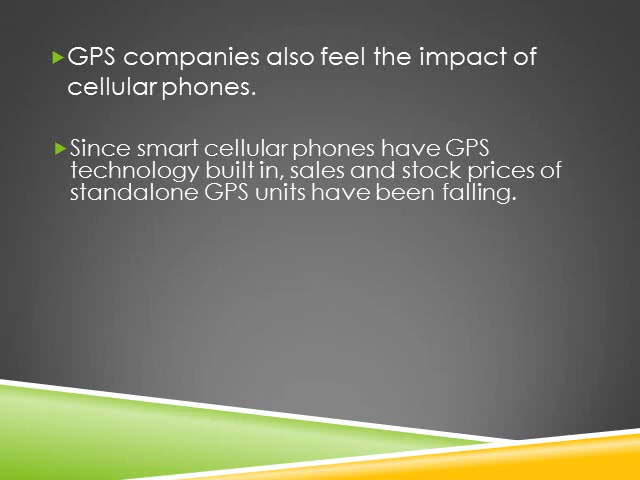 GPS companies also feel the impact of
cellular phones.
Since smart cellular phones have GPS
technology built in, sales and stock prices of
standalone GPS units have been falling.